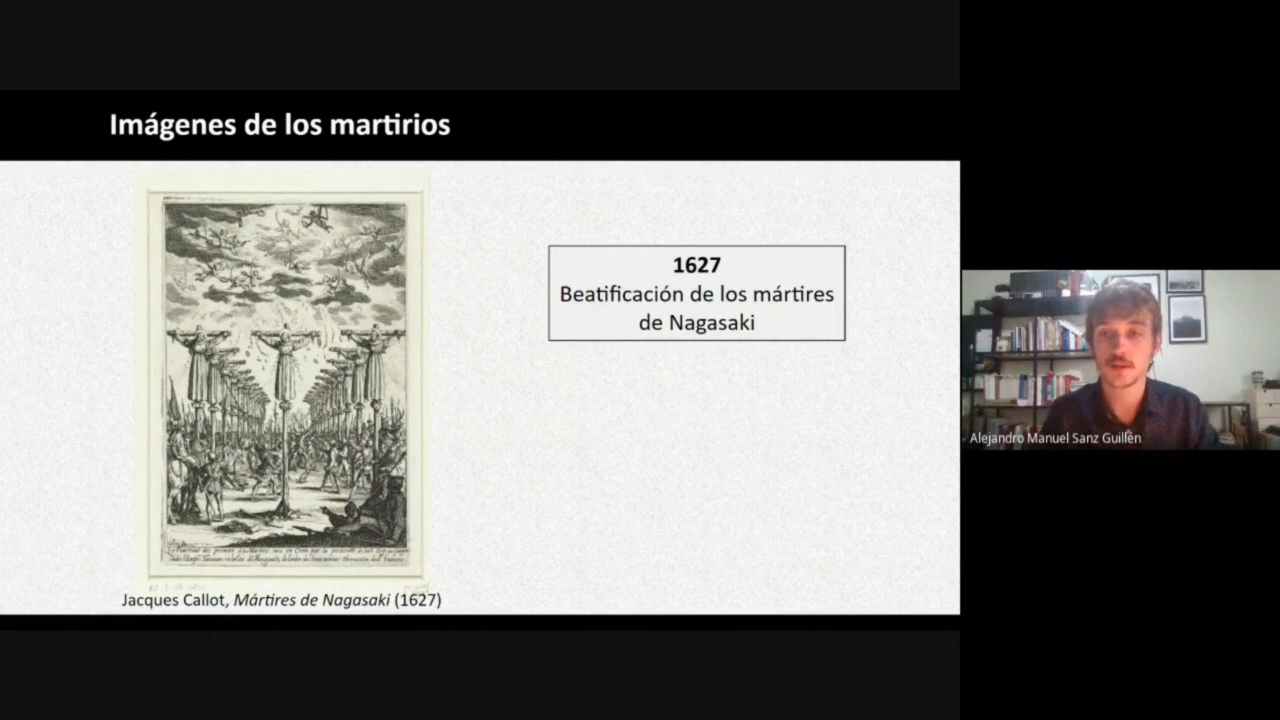 Imágenes de los martirios
1627
Beatificación de los mártires
de Nagasaki
Jacques Callot, Mártires de Nagasaki (1627)
Alejandro Manuel Sanz Guillén